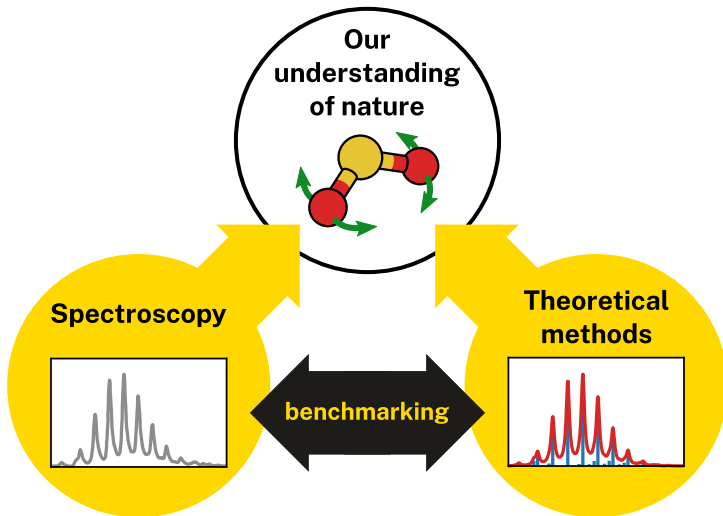 Our
understanding
of nature
Spectroscopy
Theoretical
methods
benchmarking